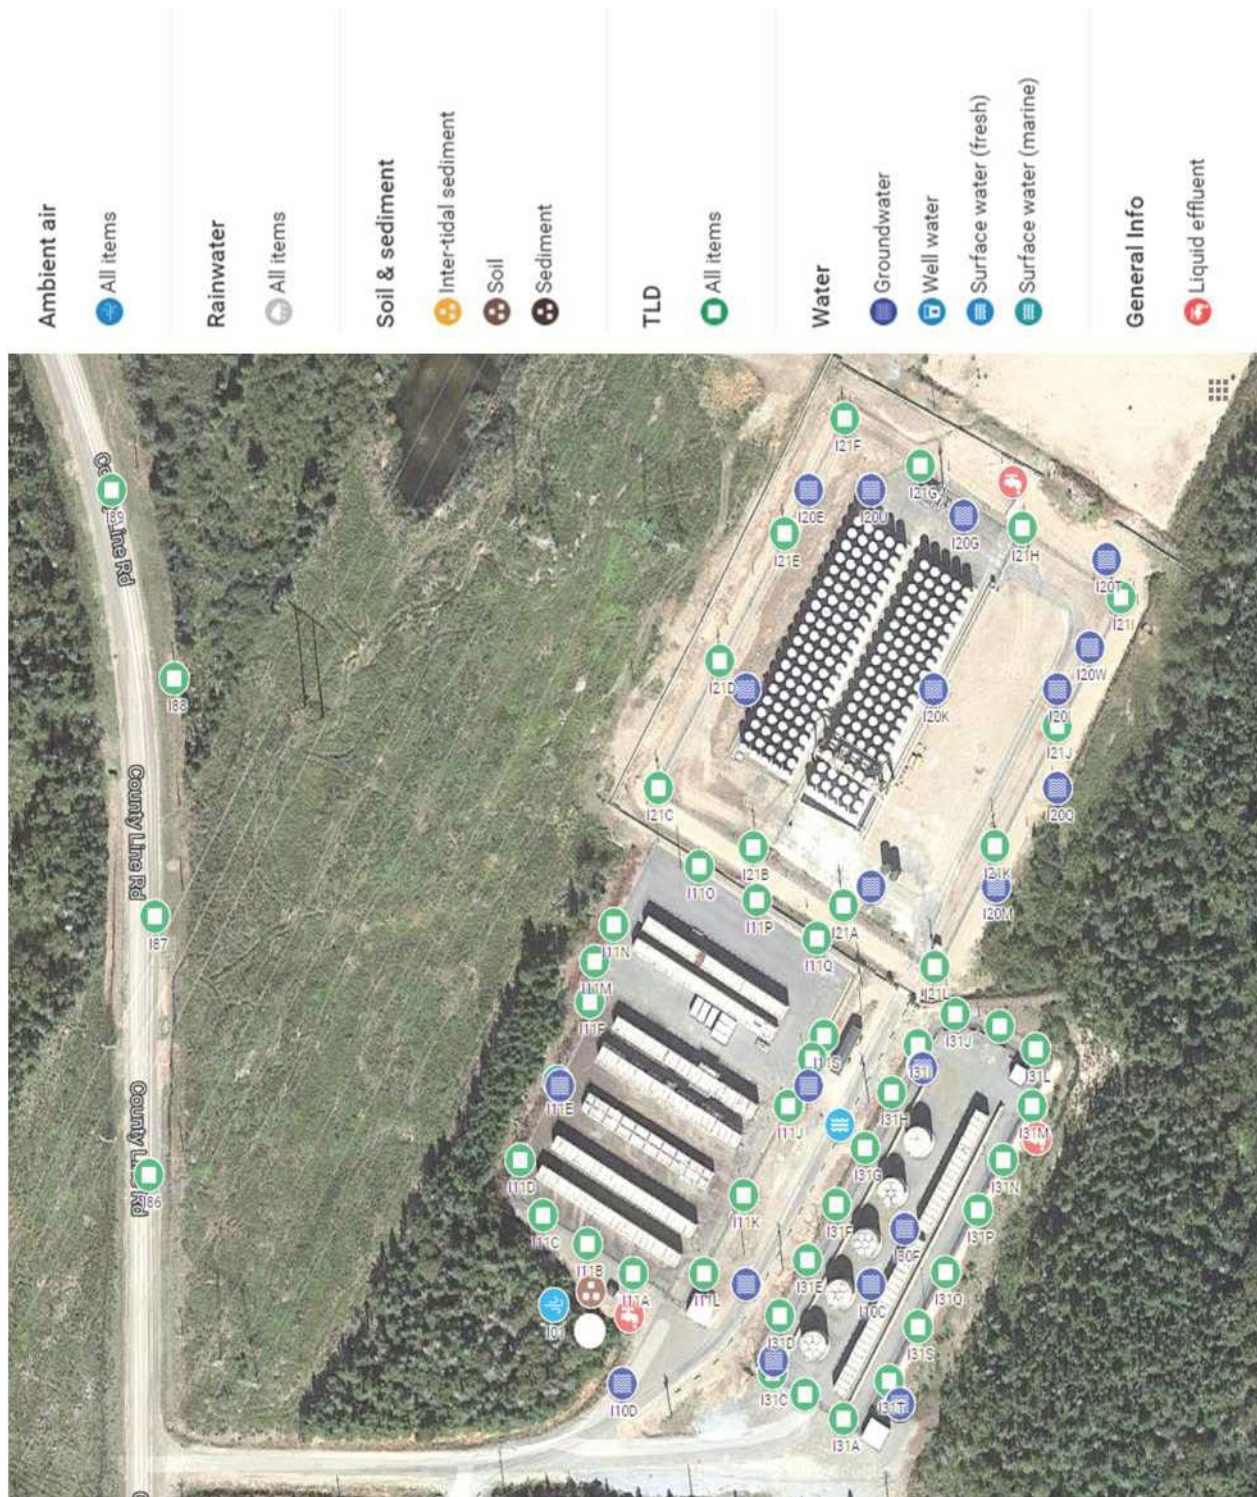 Ambient air
All items
Rainwater
All items
Soil & sediment
Inter-tidal sediment
Soil
Sediment
TLD
All items
Water
Groundwater
Well water
Surface water (fresh)
Surface water (marine)
General Info
Liquid effluent
I89
Line Rd
I88
County Line Rd
I87
County Line Rd
I86
I21F
I20E
I20U
I21G
I21E
I20G
I21H
I20T
I21I
I21D
I20W
I20K
I20I
I21J
I21C
I20Q
I21B
I21K
I11O
I20M
I11P
I21A
I11N
I11Q
I11M
I21L
I11F
I31J
I11S
I31I
I31L
I11E
I11J
I31H
I31M
I11D
I31G
I31N
I11C
I11K
I31F
I31P
I11B
I30F
I11A
I11L
I31E
I10C
I31Q
I31D
I31S
I10D
I31C
I31T
I31A